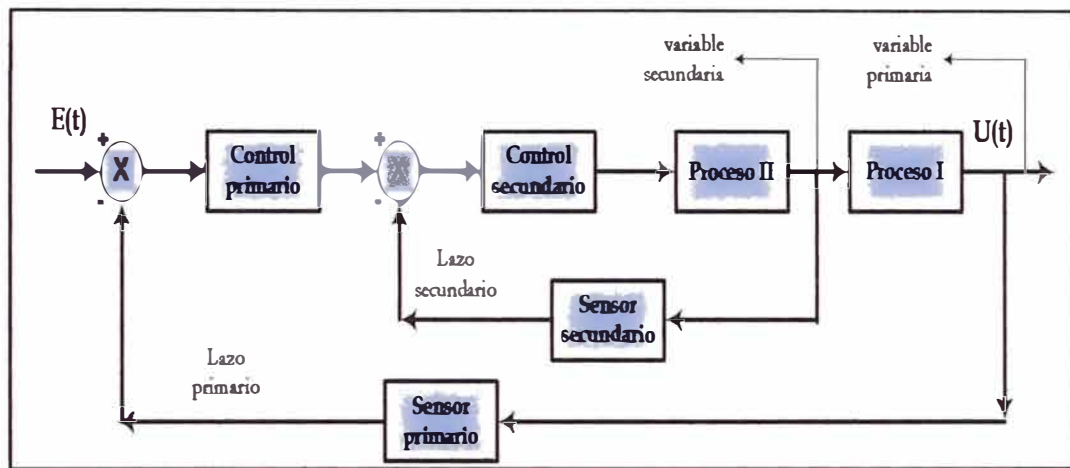 variable
secundaria
variable
primaria
E(t)
+
X
-
Control
primario
+
X
-
Control
secundario
Proceso II
Proceso I
U(t)
Lazo
secundario
Sensor
secundario
Lazo
primario
Sensor
primario